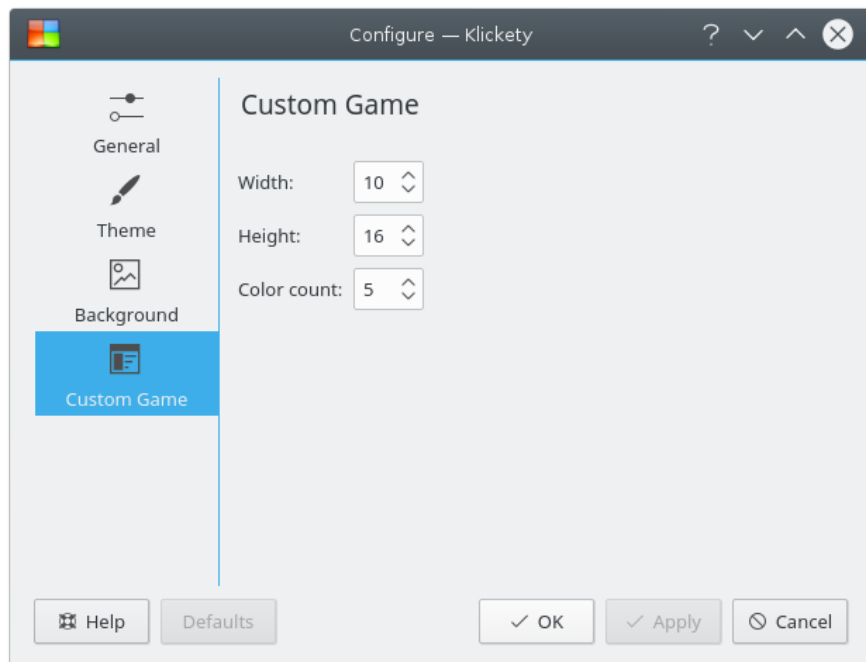 Configure — Klickety
General
Theme
Background
Custom Game
Custom Game
Width: 10
Height: 16
Color count: 5
Help Defaults OK Apply Cancel